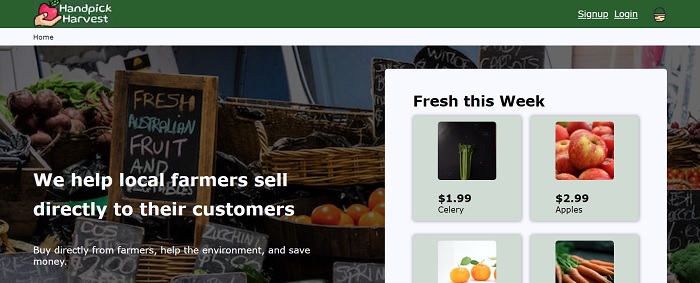 Handpick
Harvest
Signup Login
Home
FRESH
AUSTRALIAN
FRUIT
AND
We help local farmers sell
directly to their customers
Buy directly from farmers, help the environment, and save
money.
Fresh this Week
$1.99
Celery
$2.99
Apples
SPRING